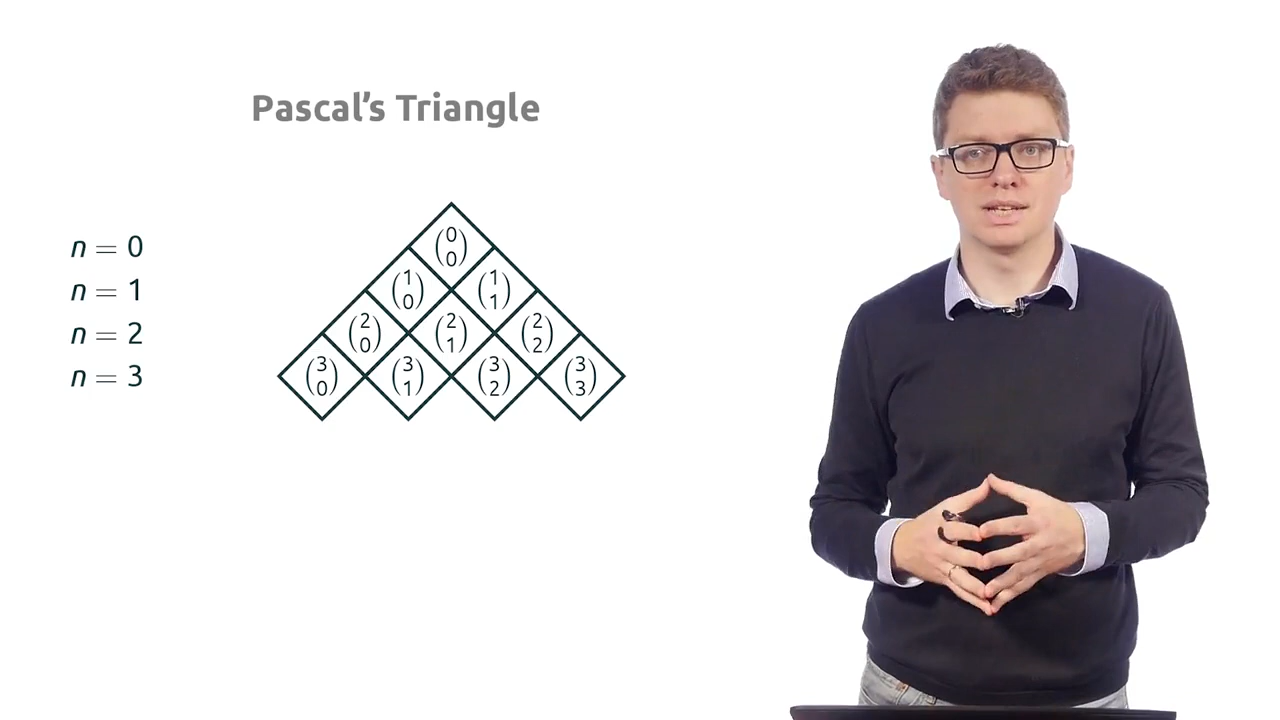 Pascal's Triangle
n = 0
(0 0)
n = 1
(1 0) (1 1)
n = 2
(2 0) (2 1) (2 2)
n = 3
(3 0) (3 1) (3 2) (3 3)